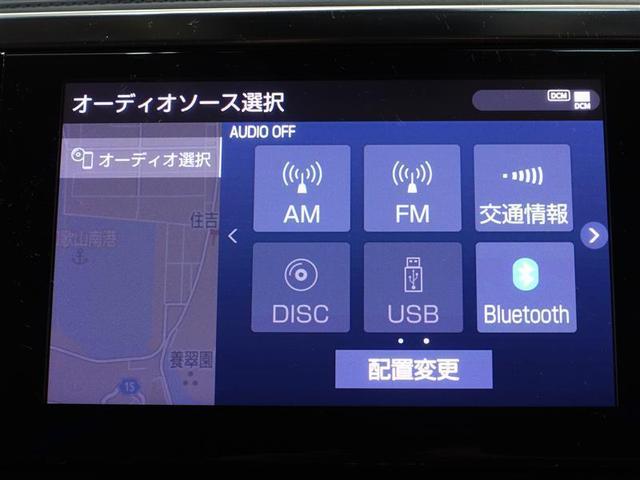 オーディオソース選択
DCM
DCM
AUDIO OFF
オーディオ選択
AM
FM
交通情報
住吉
歌山南港
DISC
USB
Bluetooth
養翠園
配置変更
15